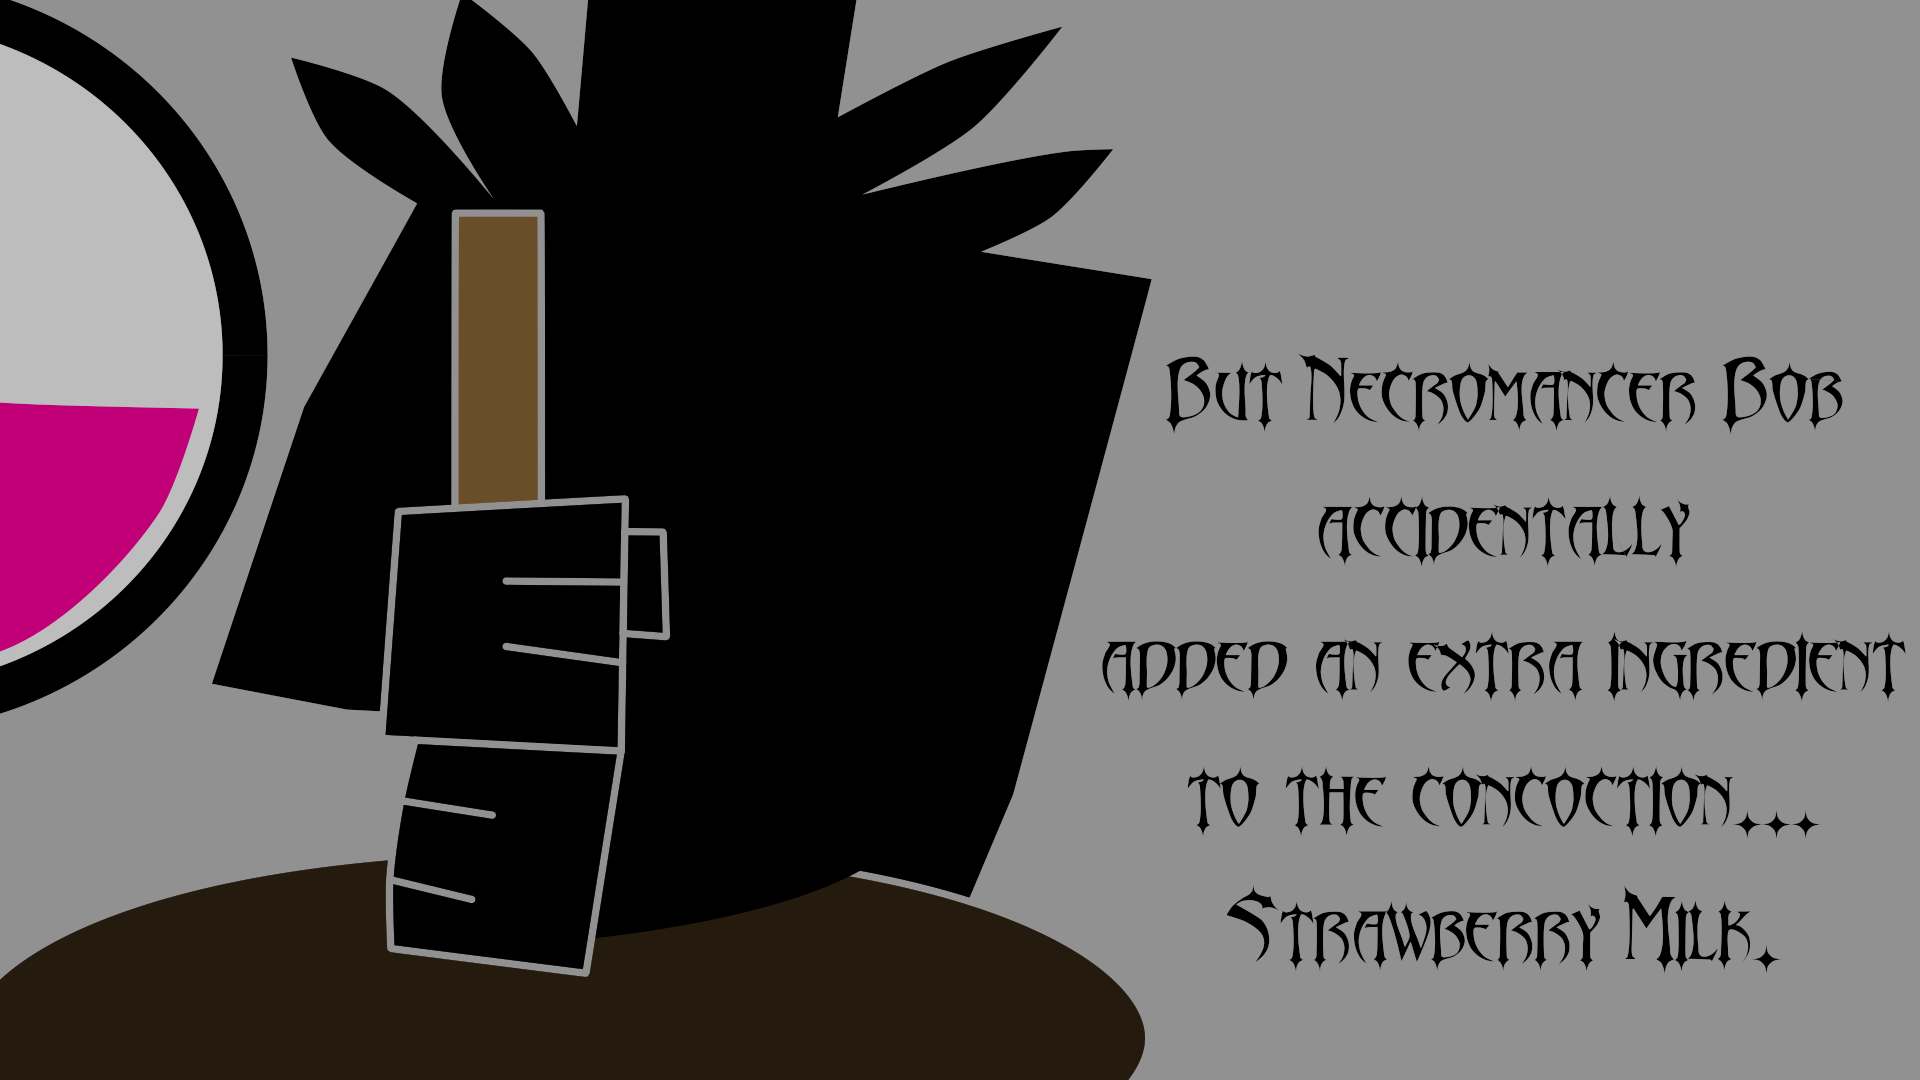 But Necromancer Bob
accidentally
added an extra ingredient
to the concoction...
Strawberry Milk.